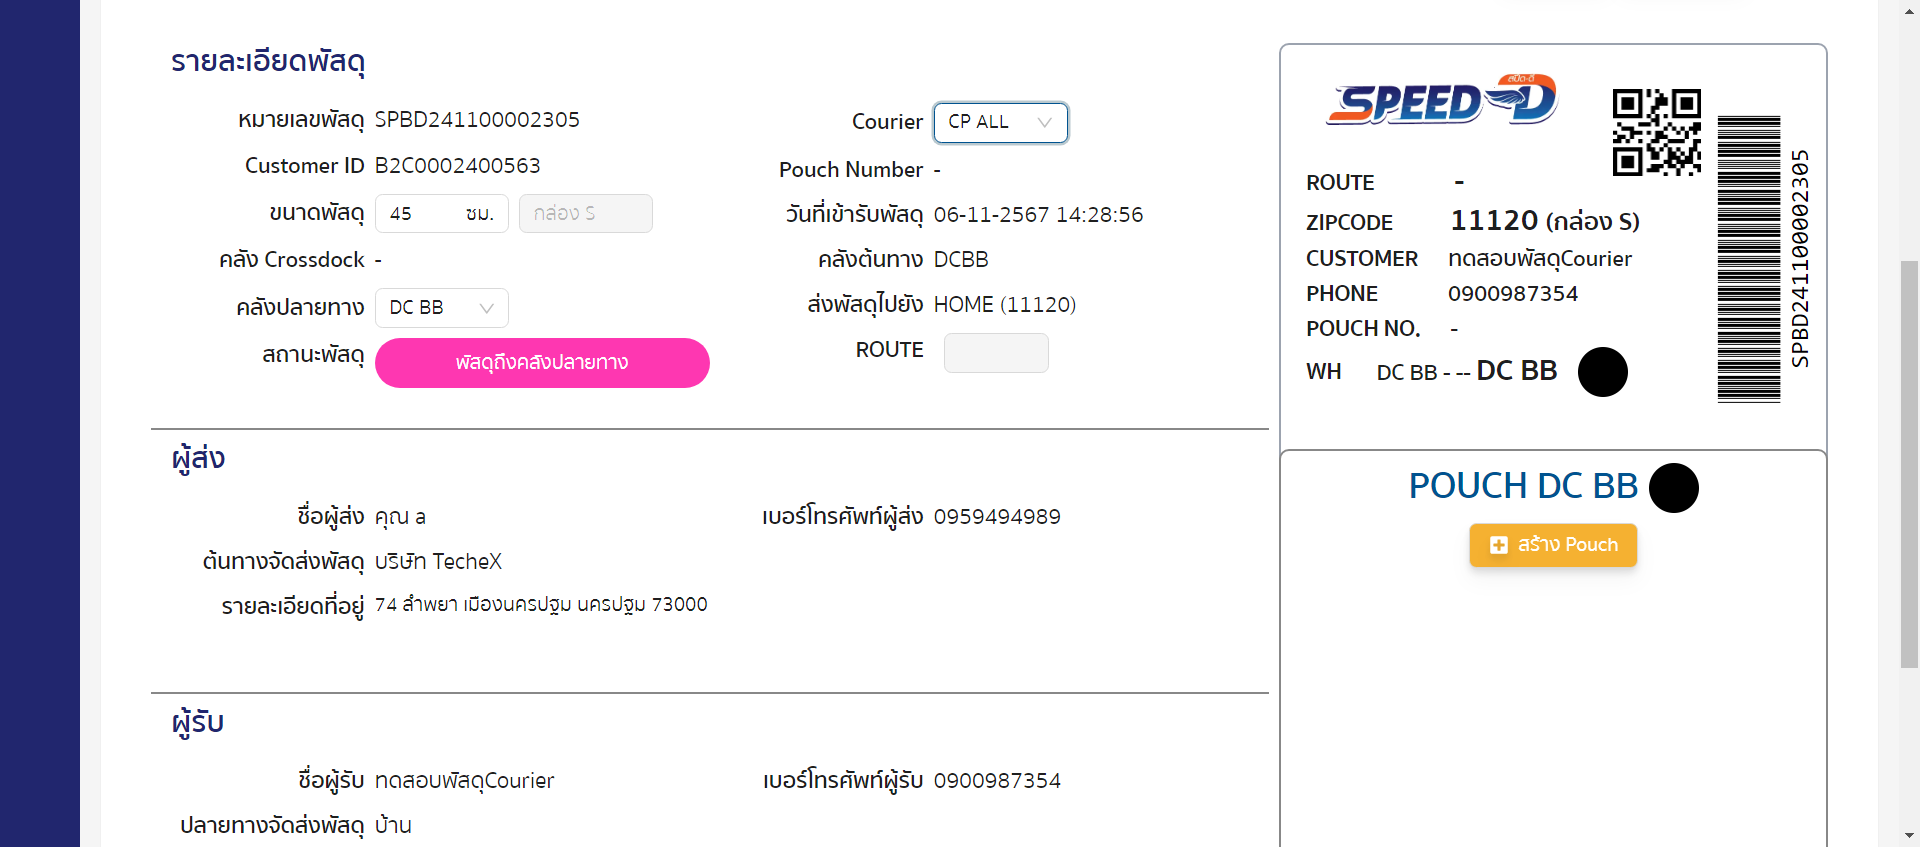 รายละเอียดพัสดุ
หมายเลขพัสดุ SPBD241100002305
Customer ID B2C0002400563
ขนาดพัสดุ 45 ซม. กล่อง S
คลัง Crossdock -
คลังปลายทาง DC BB
สถานะพัสดุ พัสดุถึงคลังปลายทาง
Courier CP ALL
Pouch Number -
วันที่เข้ารับพัสดุ 06-11-2567 14:28:56
คลังต้นทาง DCBB
ส่งพัสดุไปยัง HOME (11120)
ROUTE
ผู้ส่ง
ชื่อผู้ส่ง คุณ a
เบอร์โทรศัพท์ผู้ส่ง 0959494989
ต้นทางจัดส่งพัสดุ บริษัท TecheX
รายละเอียดที่อยู่ 74 ลำพยา เมืองนครปฐม นครปฐม 73000
ผู้รับ
ชื่อผู้รับ ทดสอบพัสดุCourier
เบอร์โทรศัพท์ผู้รับ 0900987354
ปลายทางจัดส่งพัสดุ บ้าน
สปีด-ดี
SPEED-D
ROUTE -
ZIPCODE 11120 (กล่อง S)
CUSTOMER ทดสอบพัสดุCourier
PHONE 0900987354
POUCH NO. -
WH DC BB - -- DC BB
SPBD241100002305
POUCH DC BB
สร้าง Pouch